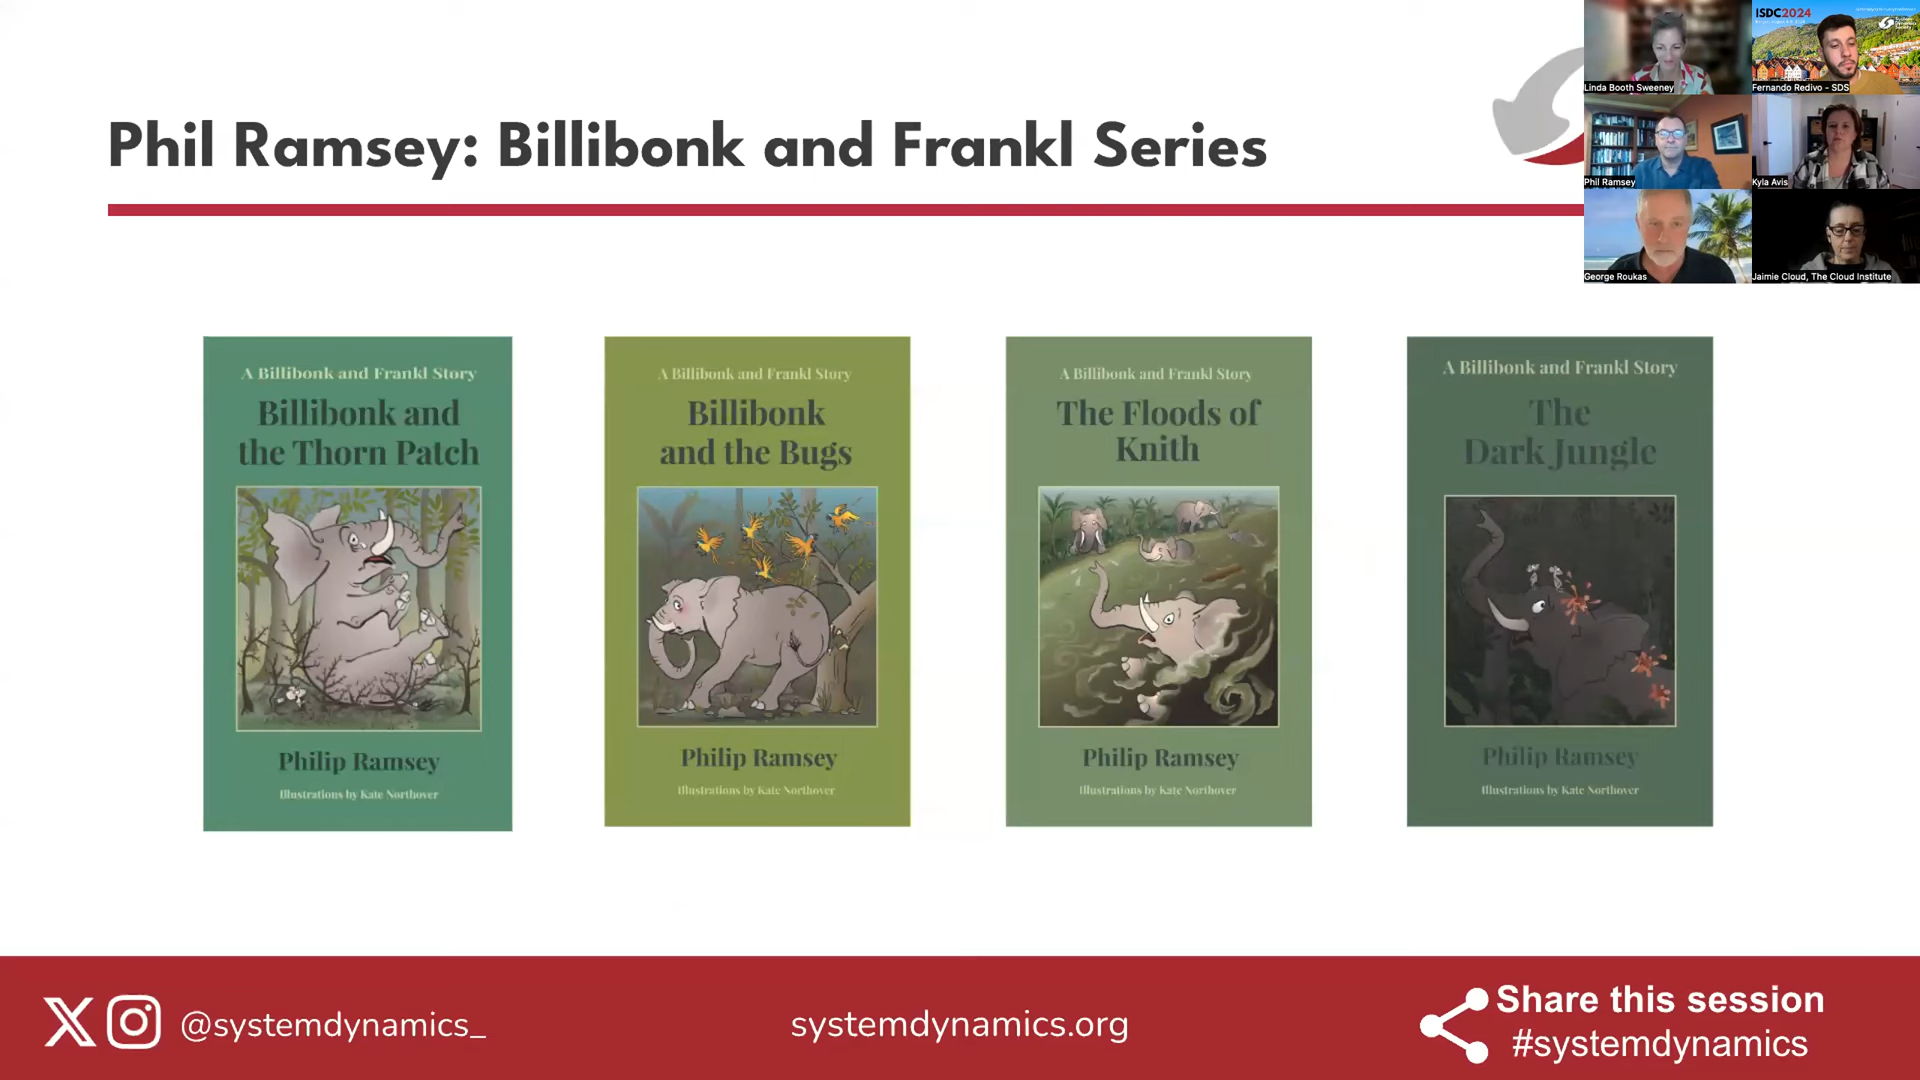 Phil Ramsey: Billibonk and Frankl Series
ISDC2024
Linda Booth Sweeney
Fernando Redivo - SDS
Phil Ramsey
Kyla Avis
George Roukas
Jaimie Cloud, The Cloud Institute
A Billibonk and Frankl Story
Billibonk and
the Thorn Patch
Philip Ramsey
Illustrations by Kate Northover
A Billibonk and Frankl Story
Billibonk
and the Bugs
Philip Ramsey
Illustrations by Kate Northover
A Billibonk and Frankl Story
The Floods of
Knith
Philip Ramsey
Illustrations by Kate Northover
A Billibonk and Frankl Story
The
Dark Jungle
Philip Ramsey
Illustrations by Kate Northover
@systemdynamics_
systemdynamics.org
Share this session
#systemdynamics